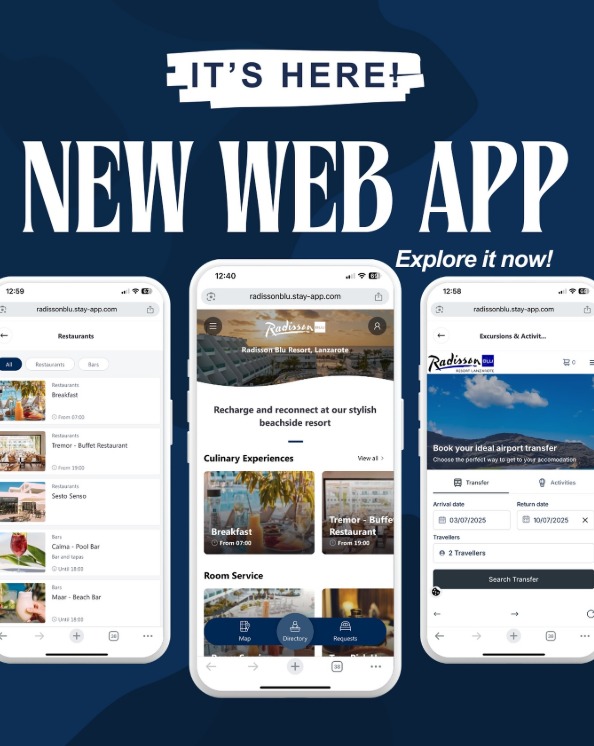 IT'S HERE!
NEW WEB APP
Explore it now!
12:59
radissonblu.stay-app.com
Restaurants
All
Restaurants
Bars
Restaurants
Breakfast
From 07:00
Restaurants
Tremor - Buffet Restaurant
From 19:00
Restaurants
Sesto Senso
Bars
Calma - Pool Bar
Bar and tapas
Until 18:00
Bars
Maar - Beach Bar
Until 18:00
38
12:40
radissonblu.stay-app.com
Radisson BLU
Radisson Blu Resort, Lanzarote
Recharge and reconnect at our stylish
beachside resort
Culinary Experiences
View all
Breakfast
From 07:00
Tremor - Buffe
Restaurant
From 19:00
Room Service
Map
Directory
Requests
38
12:58
radissonblu.stay-app.com
Excursions & Activit...
Radisson BLU
RESORT LANZAROTE
0
Book your ideal airport transfer
Choose the perfect way to get to your accomodation
Transfer
Activities
Arrival date
Return date
03/07/2025
10/07/2025
Travellers
2 Travellers
Search Transfer
38